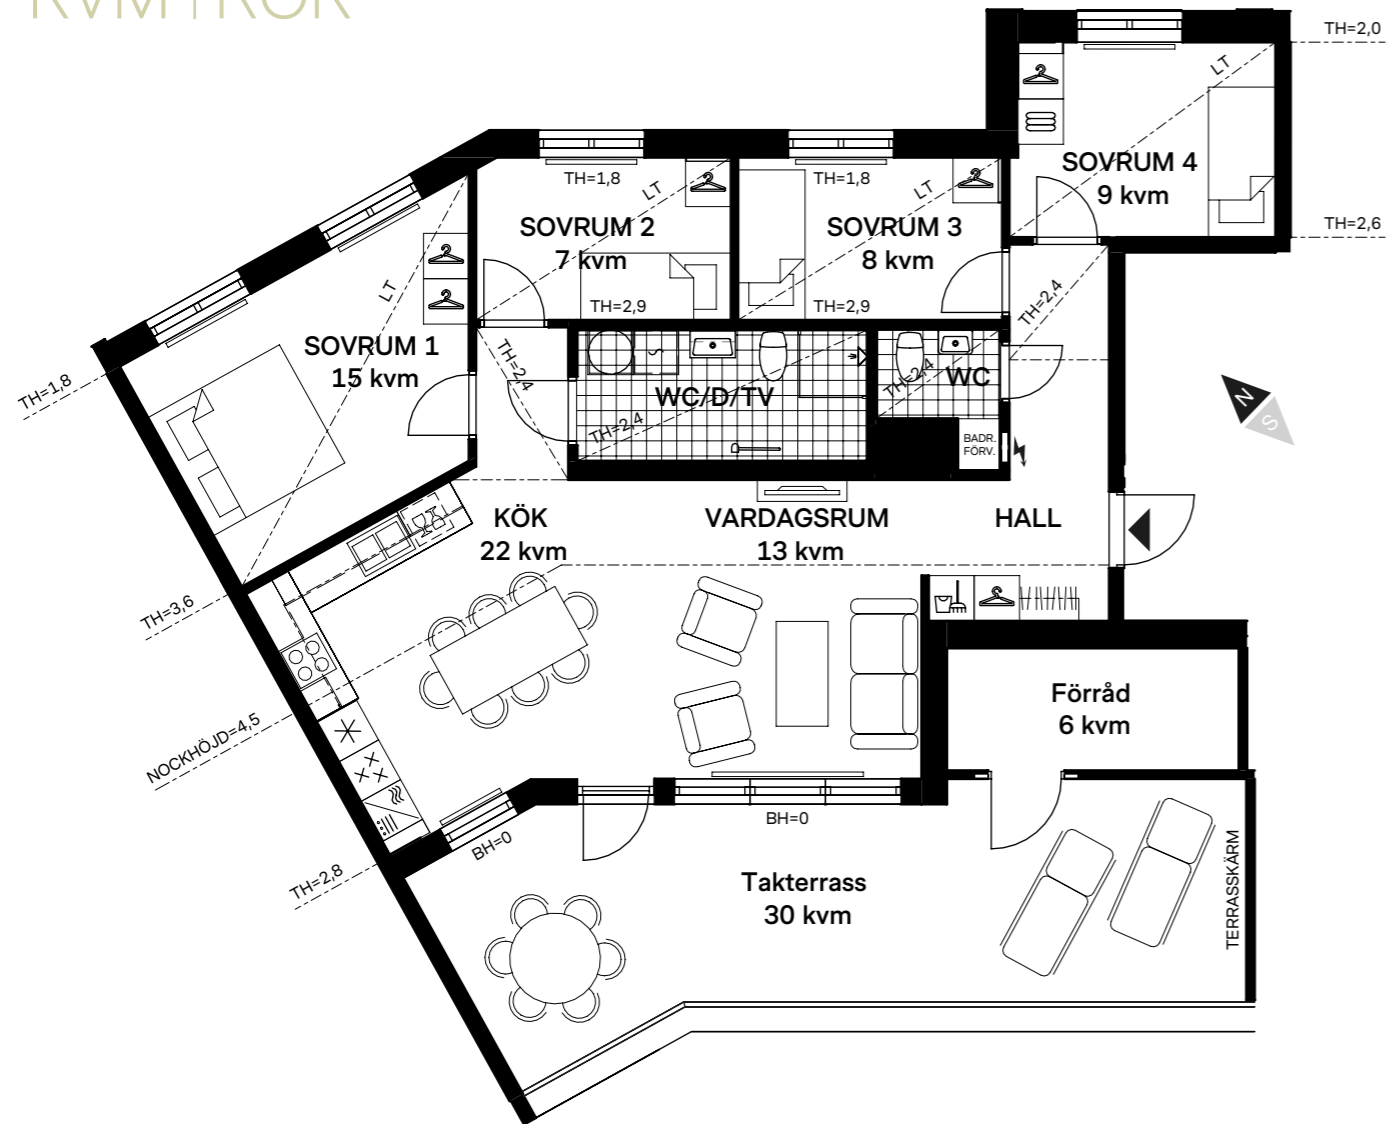 KVM | RÖK
TH=2,0
LT
SOVRUM 4
9 kvm
TH=2,6
TH=1,8
LT
SOVRUM 2
7 kvm
TH=2,9
TH=1,8
LT
SOVRUM 3
8 kvm
TH=2,9
TH=2,4
LT
SOVRUM 1
15 kvm
TH=1,8
TH=2,4
WC/D/TV
TH=2,4
WC
TH=2,4
BADR.
FÖRV.
N
S
KÖK
22 kvm
VARDAGSRUM
13 kvm
HALL
TH=3,6
NOCKHÖJD=4,5
Förråd
6 kvm
BH=0
BH=0
TH=2,8
Takterrass
30 kvm
TERRASSKÄRM